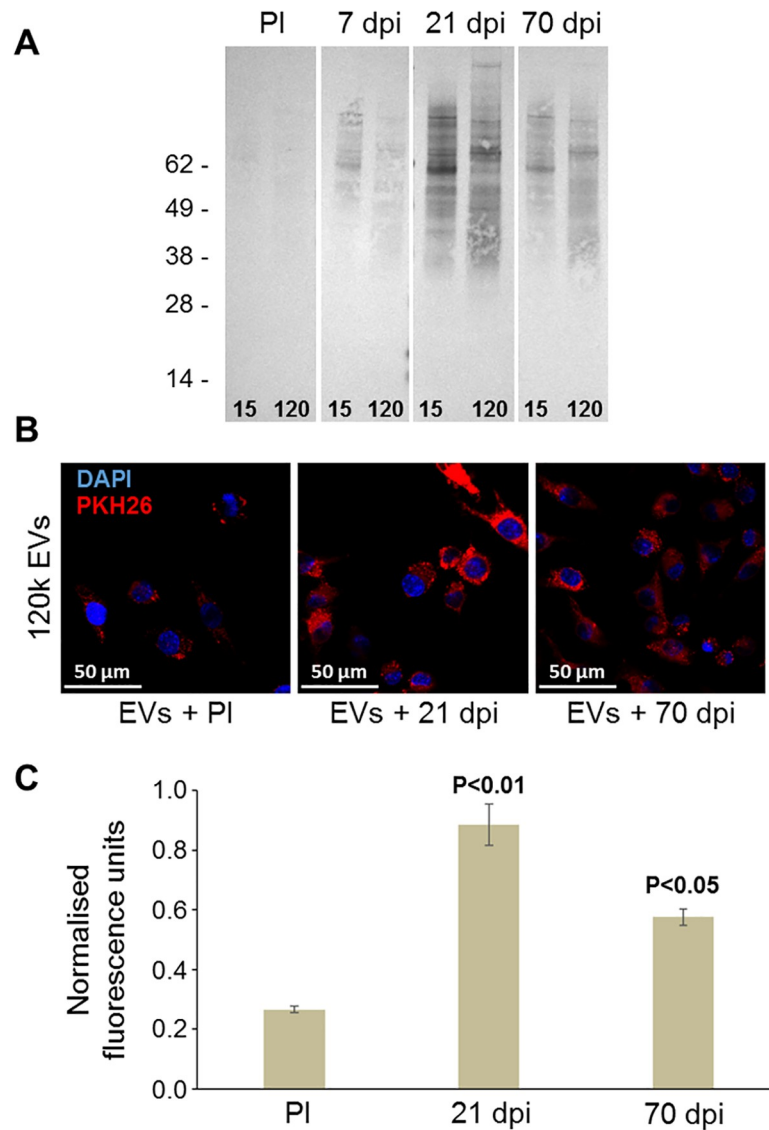 A
PI 7 dpi 21 dpi 70 dpi
62 -
49 -
38 -
28 -
14 -
15 120 15 120 15 120 15 120
B
DAPI
PKH26
120k EVs
50 µm 50 µm 50 µm
EVs + PI EVs + 21 dpi EVs + 70 dpi
C
Normalised
fluorescence units
1.0
P<0.01
0.8
P<0.05
0.6
0.4
0.2
0.0
PI 21 dpi 70 dpi